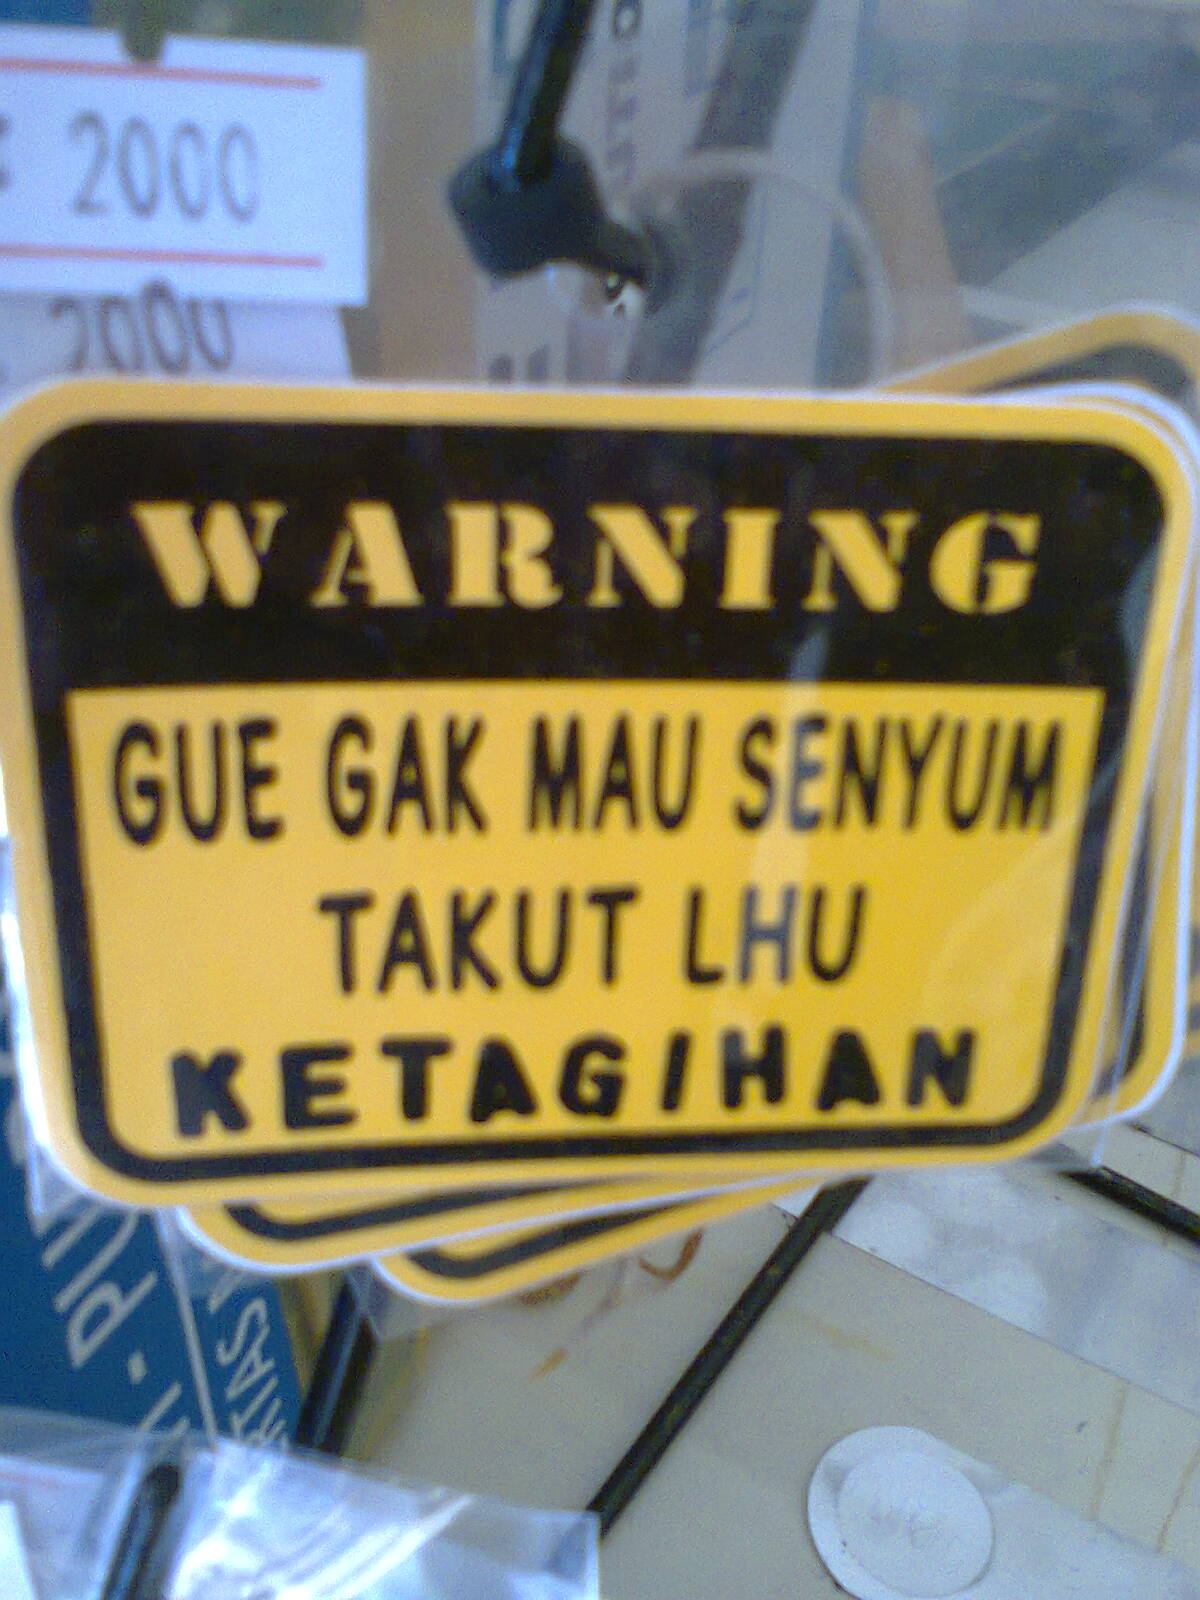 2000
2000
WARNING
GUE GAK MAU SENYUM
TAKUT LHU
KETAGIHAN